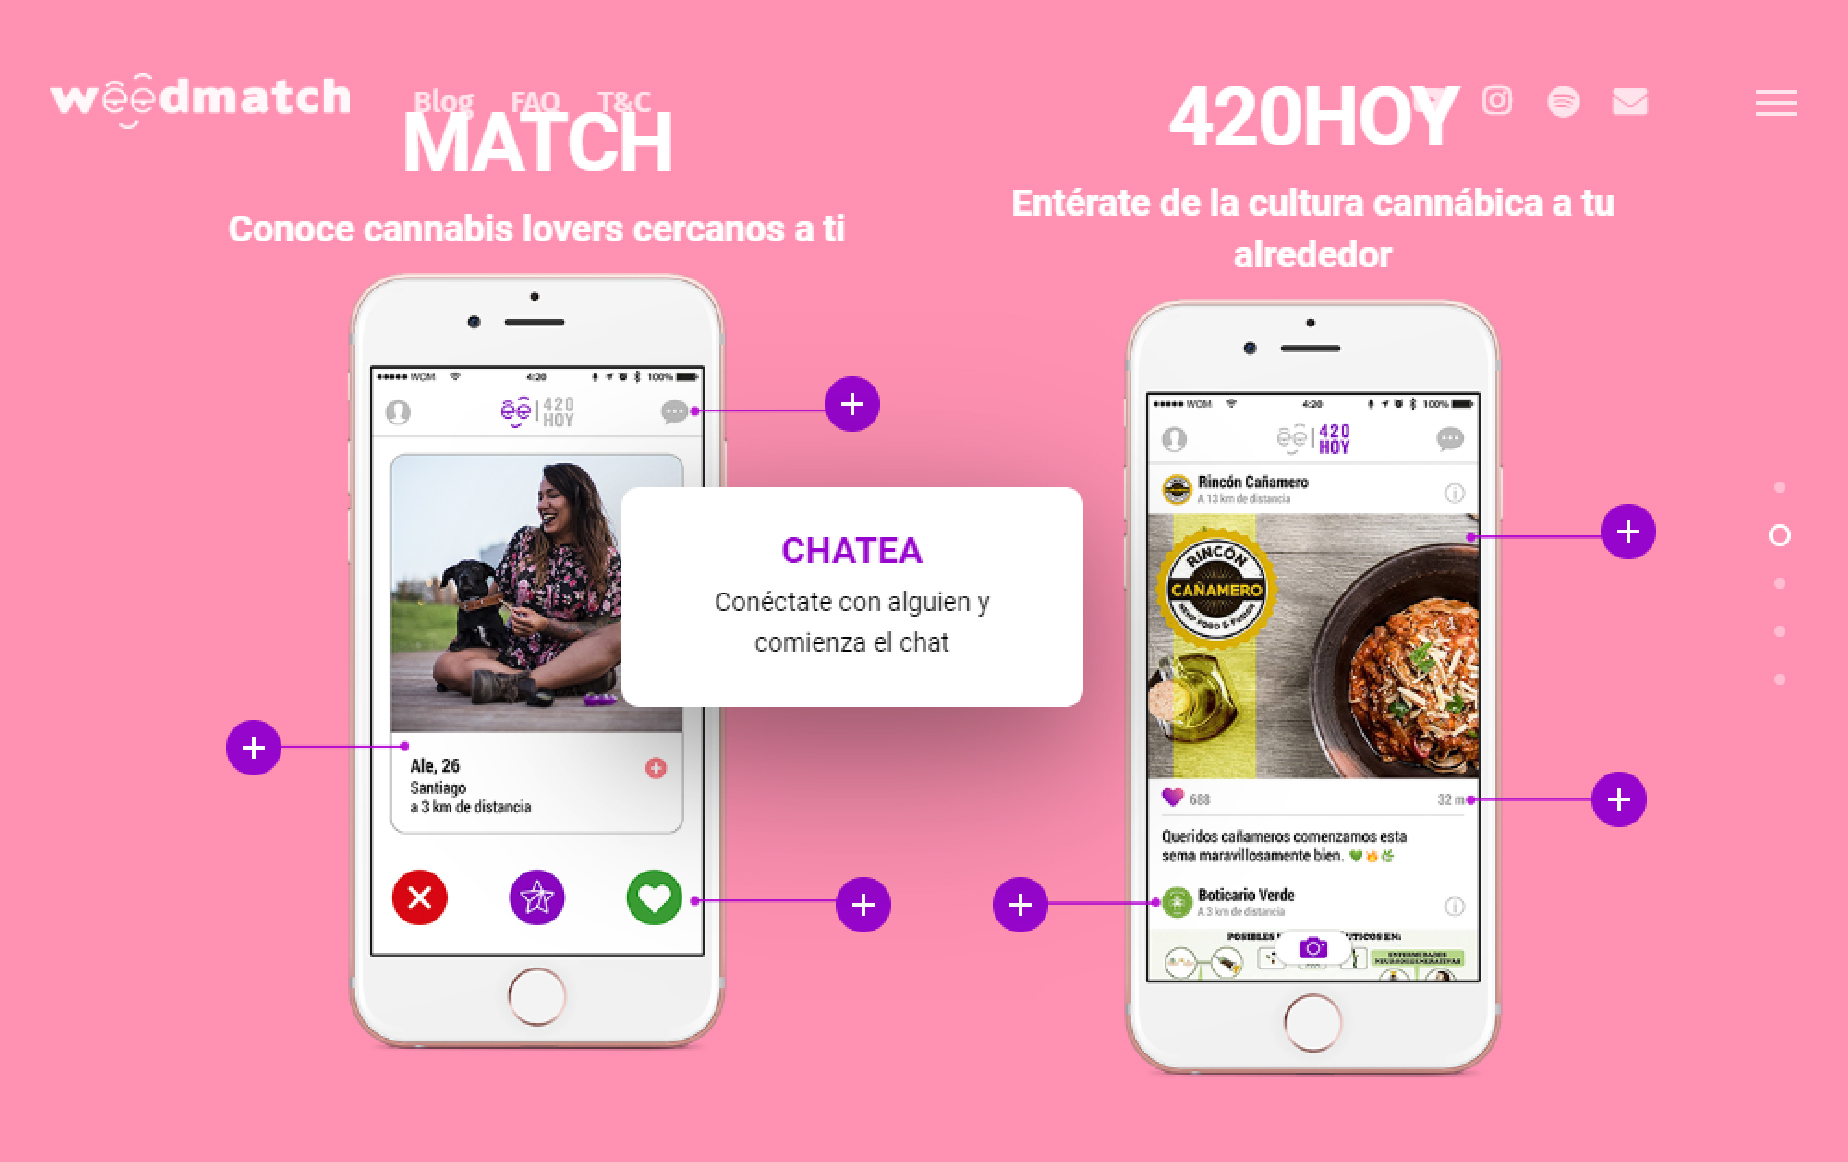 weedmatch
Blog FAQ T&C
MATCH
Conoce cannabis lovers cercanos a ti
WOM 4:20 100%
420
HOY
Ale, 26
Santiago
a 3 km de distancia
CHATEA
Conéctate con alguien y
comienza el chat
420HOY
Entérate de la cultura cannábica a tu
alrededor
WOM 4:20 100%
420
HOY
Rincón Cañamero
A 13 km de distancia
RINCÓN
CAÑAMERO
688 32 m
Queridos cañameros comenzamos esta
sema maravillosamente bien. 💚🔥🌿
Boticario Verde
A 3 km de distancia
POSIBLES
EN:
ENFERMEDADES
NEURODEGENERATIVAS